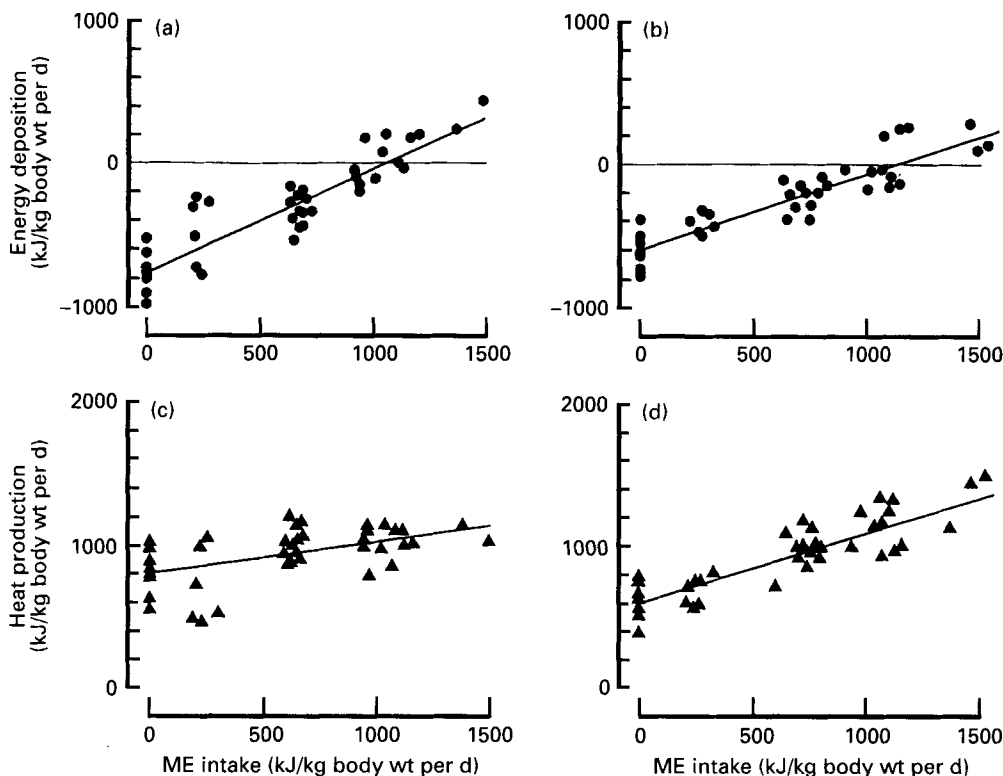 Energy deposition
(kJ/kg body wt per d)
1000
0
−1000
(a)
0 500 1000 1500
1000
0
−1000
(b)
0 500 1000 1500
Heat production
(kJ/kg body wt per d)
2000
1000
0
(c)
0 500 1000 1500
ME intake (kJ/kg body wt per d)
2000
1000
0
(d)
0 500 1000 1500
ME intake (kJ/kg body wt per d)